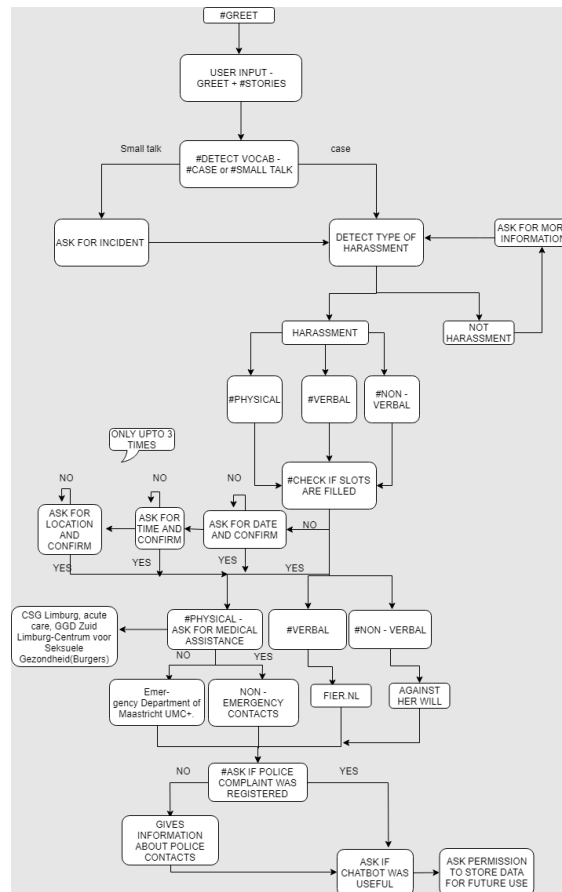 #GREET
USER INPUT -
GREET + #STORIES
Small talk
case
#DETECT VOCAB -
#CASE or #SMALL TALK
ASK FOR INCIDENT
DETECT TYPE OF
HARASSMENT
ASK FOR MOR
INFORMATION
HARASSMENT
NOT
HARASSMENT
#PHYSICAL
#VERBAL
#NON -
VERBAL
ONLY UPTO 3
TIMES
#CHECK IF SLOTS
ARE FILLED
NO
NO
NO
ASK FOR
LOCATION
AND
CONFIRM
ASK FOR
TIME AND
CONFIRM
ASK FOR DATE
AND CONFIRM
NO
YES
YES
YES
YES
CSG Limburg, acute
care, GGD Zuid
Limburg-Centrum voor
Seksuele
Gezondheid(Burgers)
#PHYSICAL -
ASK FOR MEDICAL
ASSISTANCE
#VERBAL
#NON - VERBAL
NO
YES
Emer-
gency Department of
Maastricht UMC+.
NON -
EMERGENCY
CONTACTS
FIER.NL
AGAINST
HER WILL
NO
#ASK IF POLICE
COMPLAINT WAS
REGISTERED
YES
GIVES
INFORMATION
ABOUT POLICE
CONTACTS
ASK IF
CHATBOT WAS
USEFUL
ASK PERMISSION
TO STORE DATA
FOR FUTURE USE